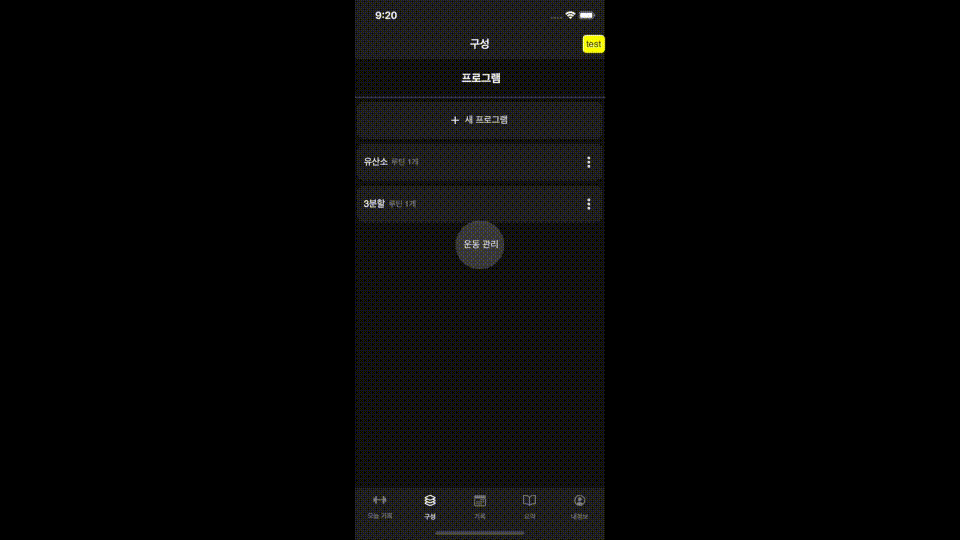 9:20
구성
test
프로그램
+ 새 프로그램
유산소 루틴 1개
3분할 루틴 1개
운동 관리
오늘 기록 구성 기록 요약 내정보